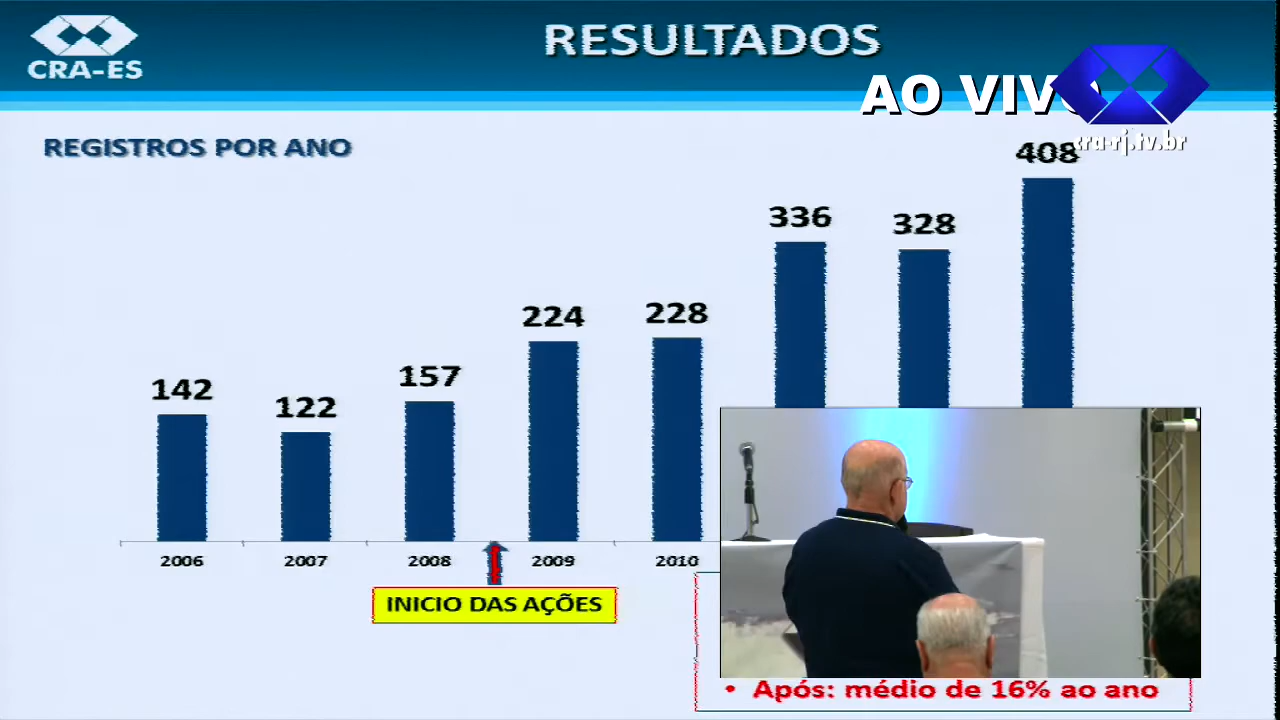 CRA-ES
RESULTADOS
AO VIVO
cra-rj.tv.br
REGISTROS POR ANO
142
122
157
224
228
336
328
408
2006
2007
2008
2009
2010
INICIO DAS AÇÕES
• Após: médio de 16% ao ano